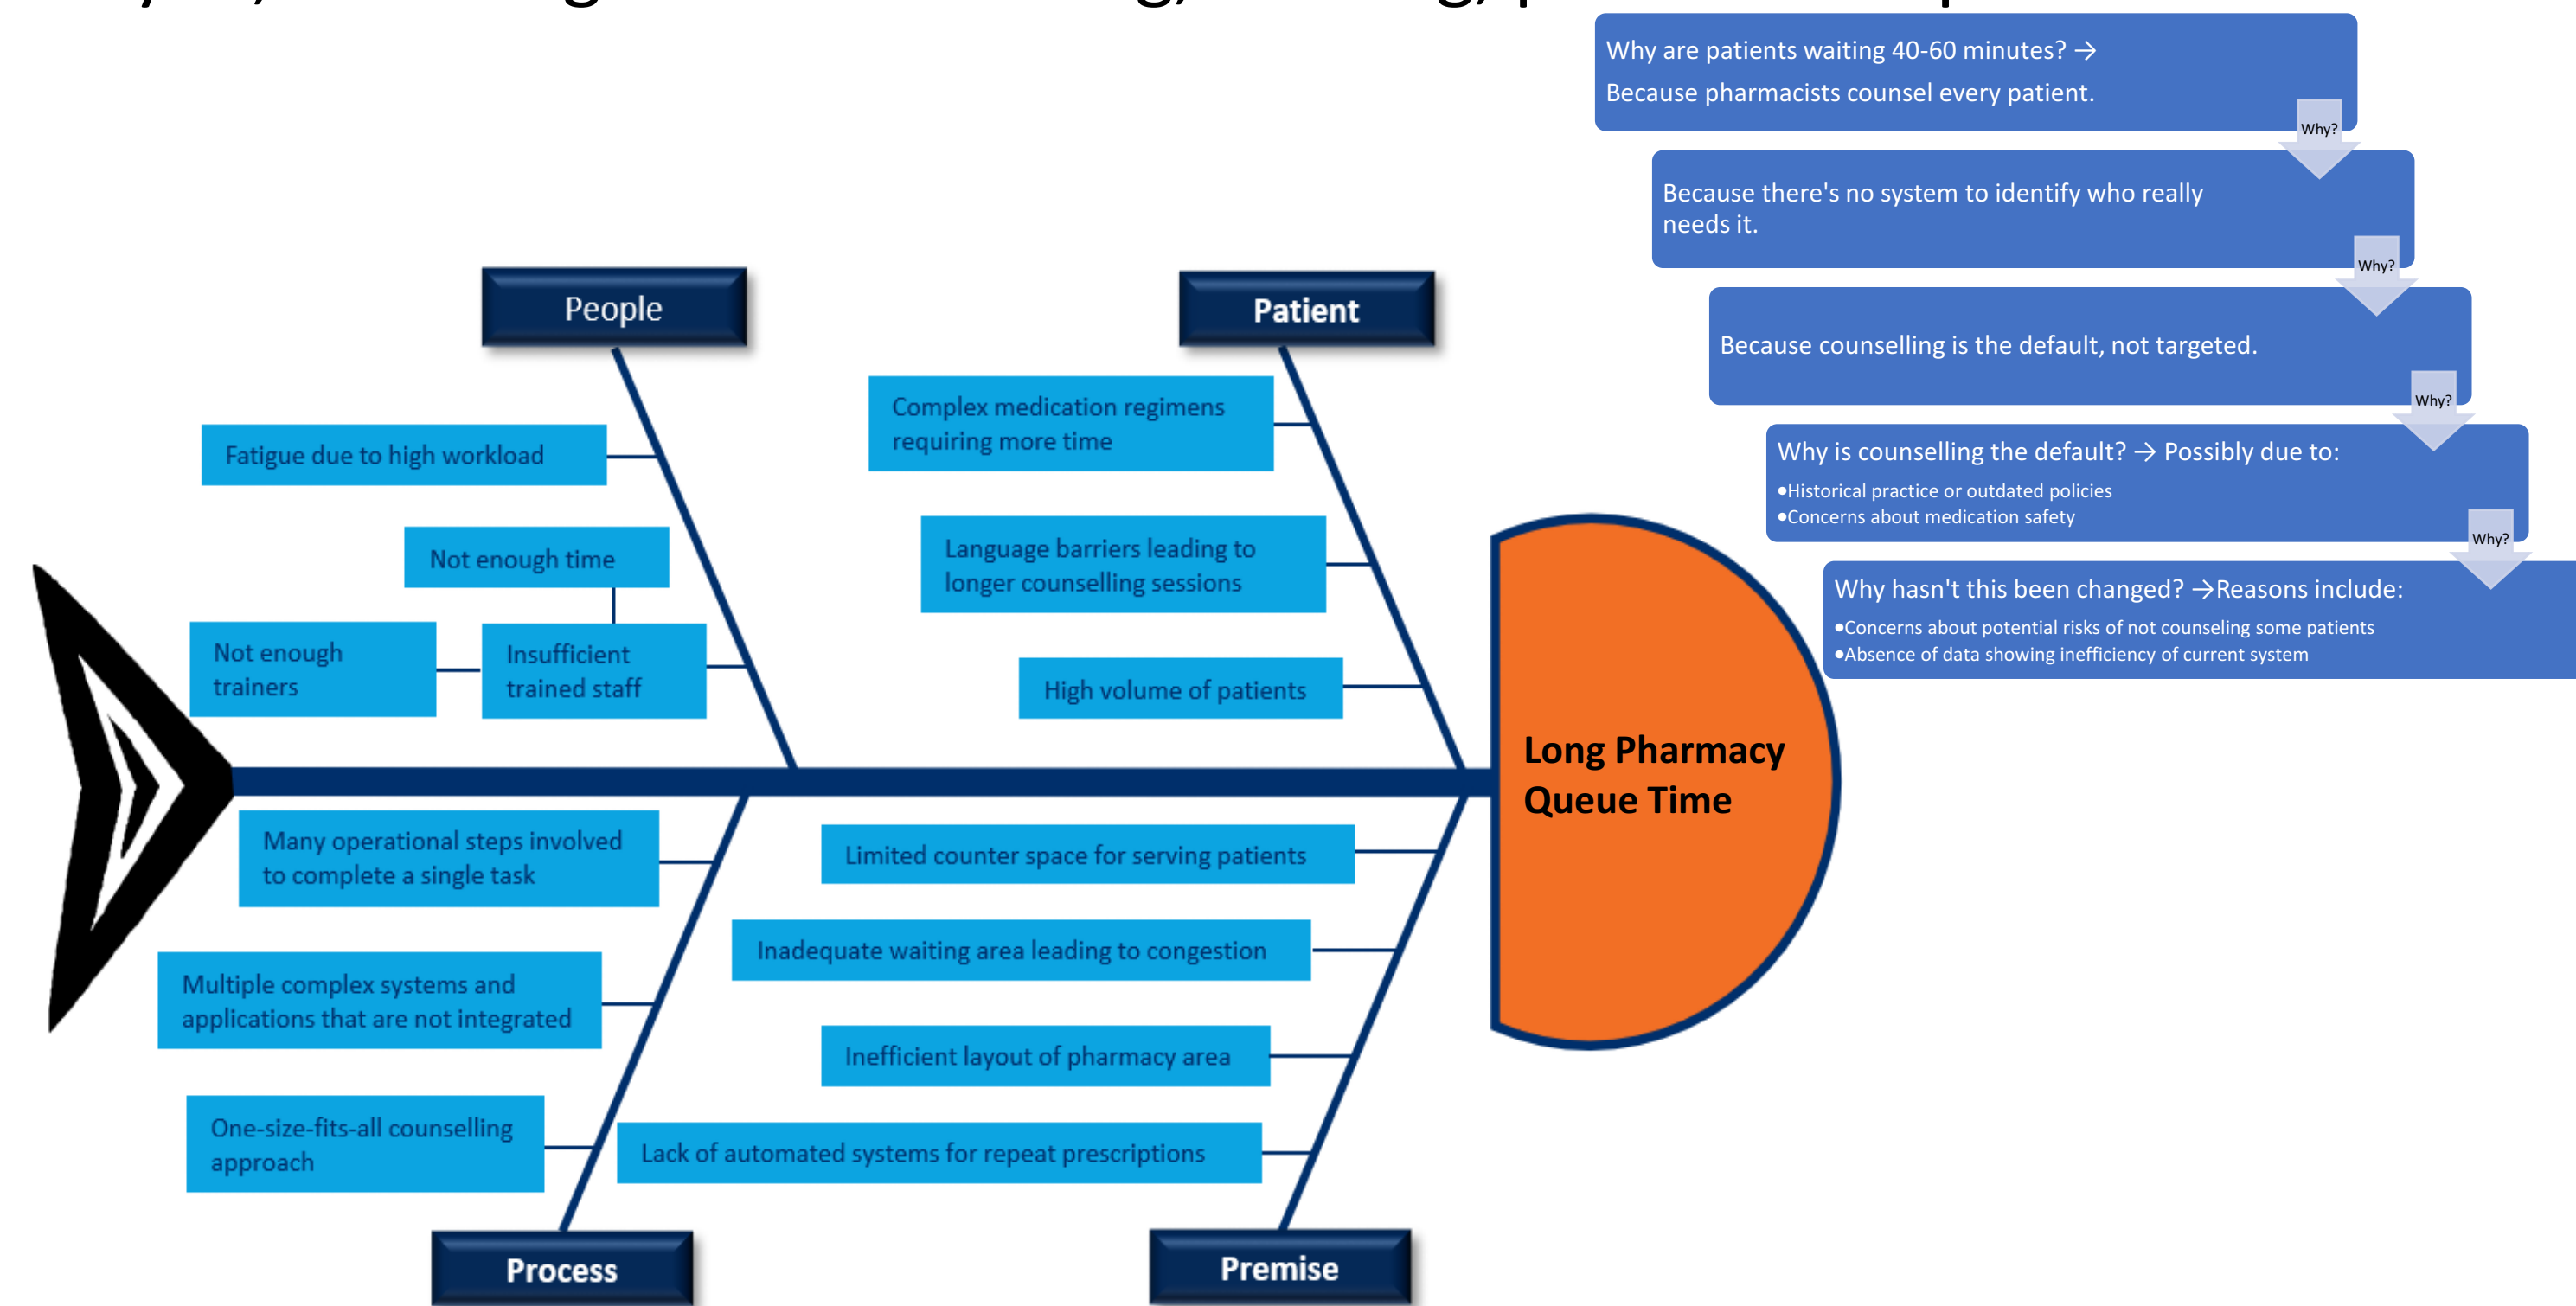 Why are patients waiting 40-60 minutes? →
Because pharmacists counsel every patient.
Why?
Because there's no system to identify who really
needs it.
Why?
Because counselling is the default, not targeted.
Why?
Why is counselling the default? → Possibly due to:
•Historical practice or outdated policies
•Concerns about medication safety
Why?
Why hasn't this been changed? →Reasons include:
•Concerns about potential risks of not counseling some patients
•Absence of data showing inefficiency of current system
People
Fatigue due to high workload
Not enough time
Not enough
trainers
Insufficient
trained staff
Patient
Complex medication regimens
requiring more time
Language barriers leading to
longer counselling sessions
High volume of patients
Long Pharmacy
Queue Time
Many operational steps involved
to complete a single task
Multiple complex systems and
applications that are not integrated
One-size-fits-all counselling
approach
Process
Limited counter space for serving patients
Inadequate waiting area leading to congestion
Inefficient layout of pharmacy area
Lack of automated systems for repeat prescriptions
Premise